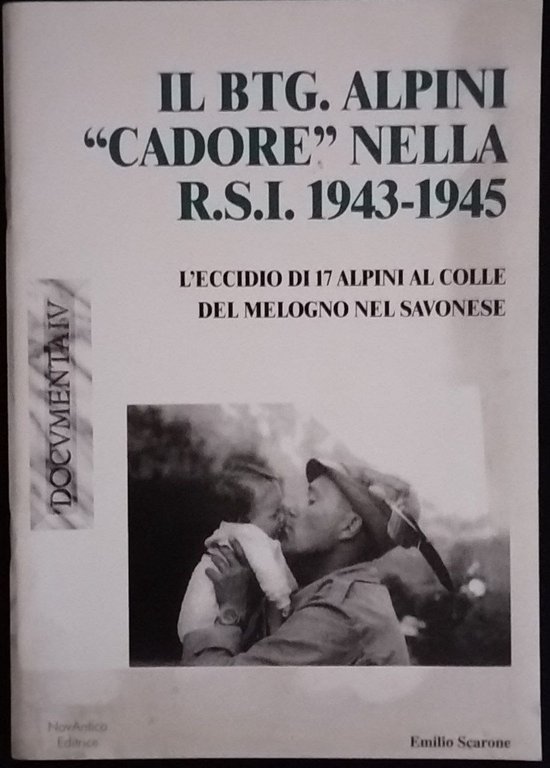 IL BTG. ALPINI
“CADORE” NELLA
R.S.I. 1943-1945
L'ECCIDIO DI 17 ALPINI AL COLLE
DEL MELOGNO NEL SAVONESE
DOCVMENTA IV
NovAntico
Editrice
Emilio Scarone